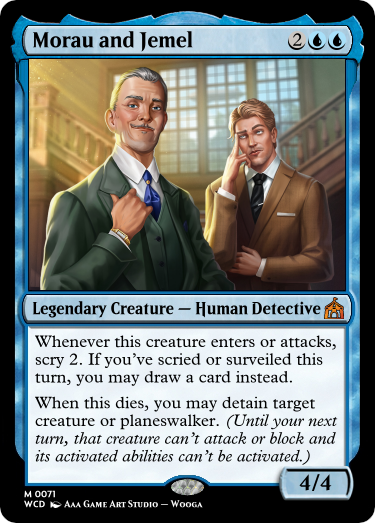 Morau and Jemel 2
Legendary Creature — Human Detective
Whenever this creature enters or attacks,
scry 2. If you've scried or surveiled this
turn, you may draw a card instead.
When this dies, you may detain target
creature or planeswalker. (Until your next
turn, that creature can't attack or block and
its activated abilities can't be activated.)
4/4
M 0071
WCD Aaa Game Art Studio — Wooga